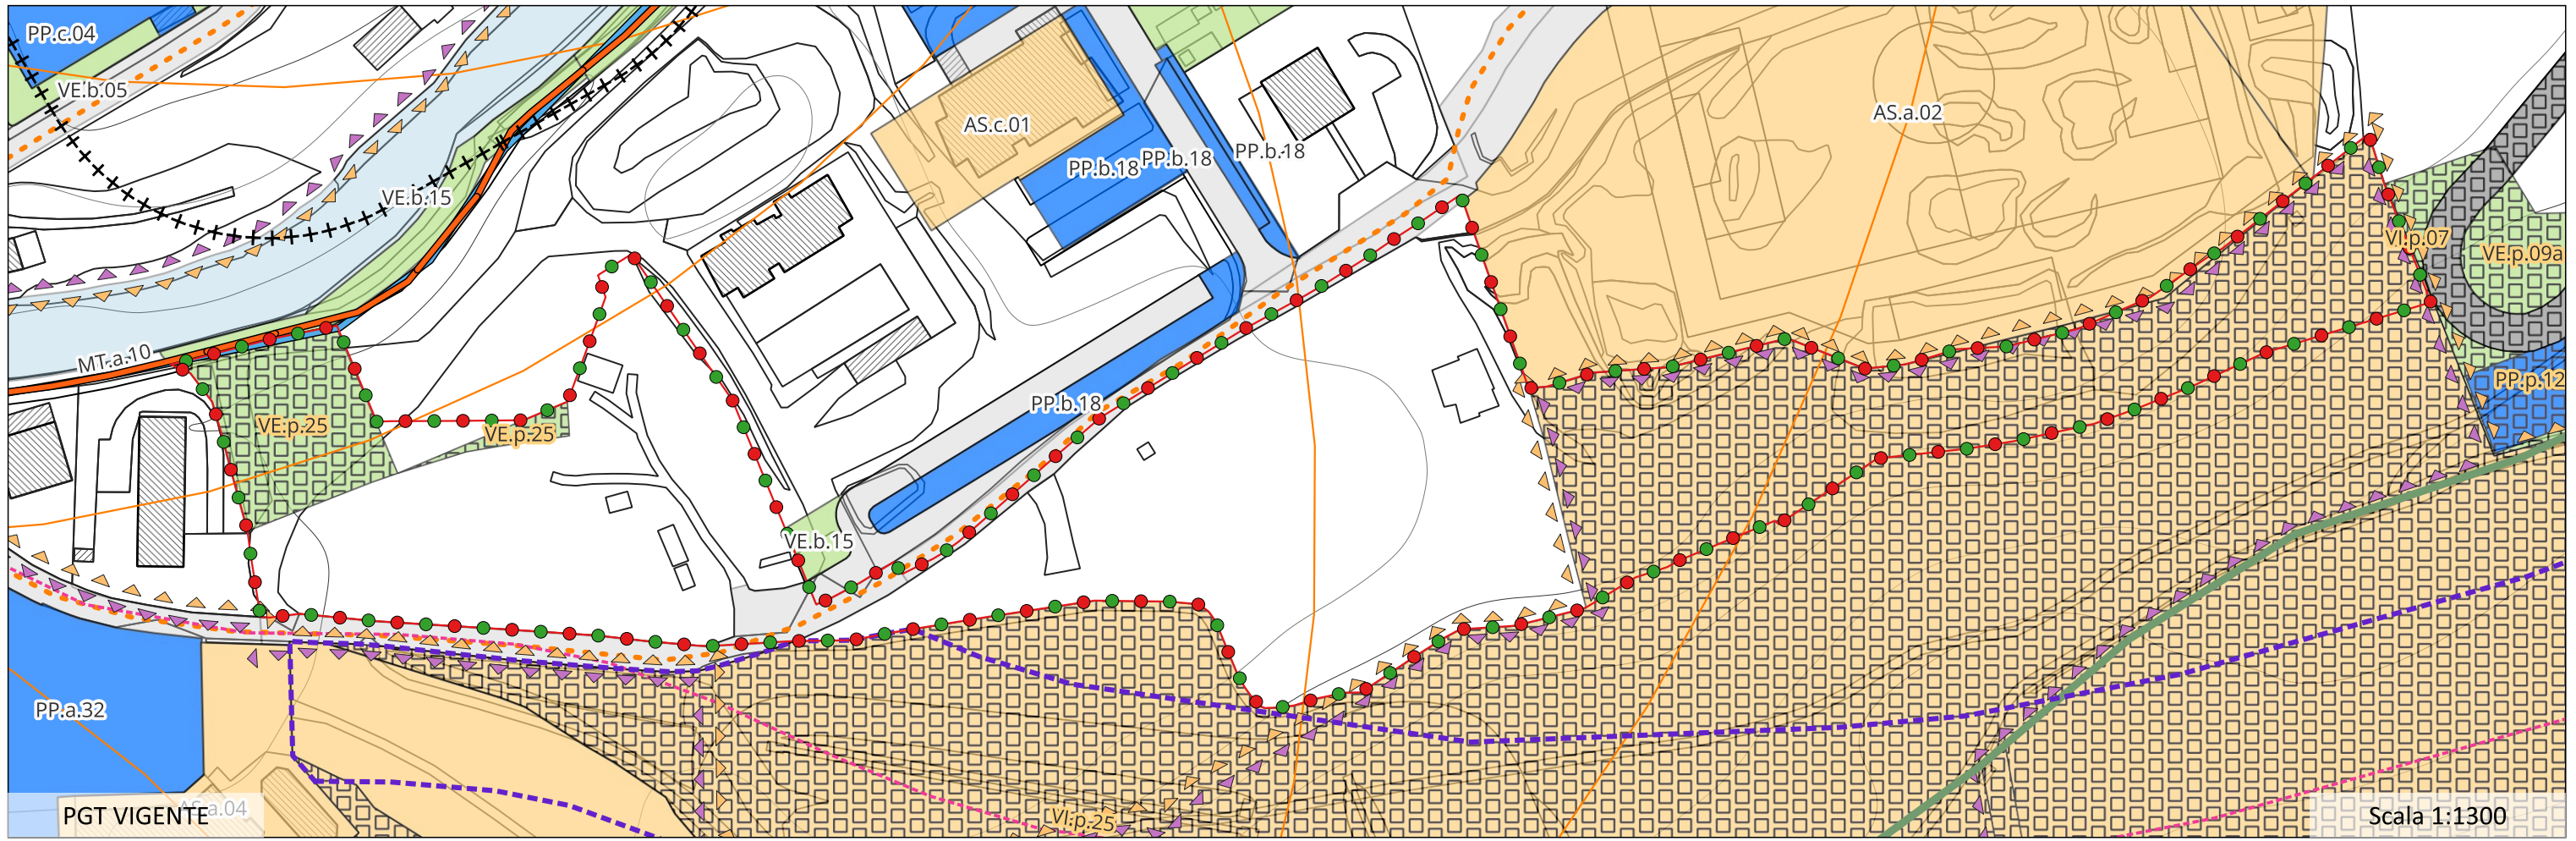 PP.c.04
VE.b.05
VE.b.15
MT.a.10
AS.c.01
PP.b.18
PP.b.18
PP.b.18
AS.a.02
VI.p.07
VE.p.09a
PP.p.12
VE.p.25
VE.p.25
PP.b.18
VE.b.15
PP.a.32
AS.a.04
PGT VIGENTE
VI.p.25
Scala 1:1300